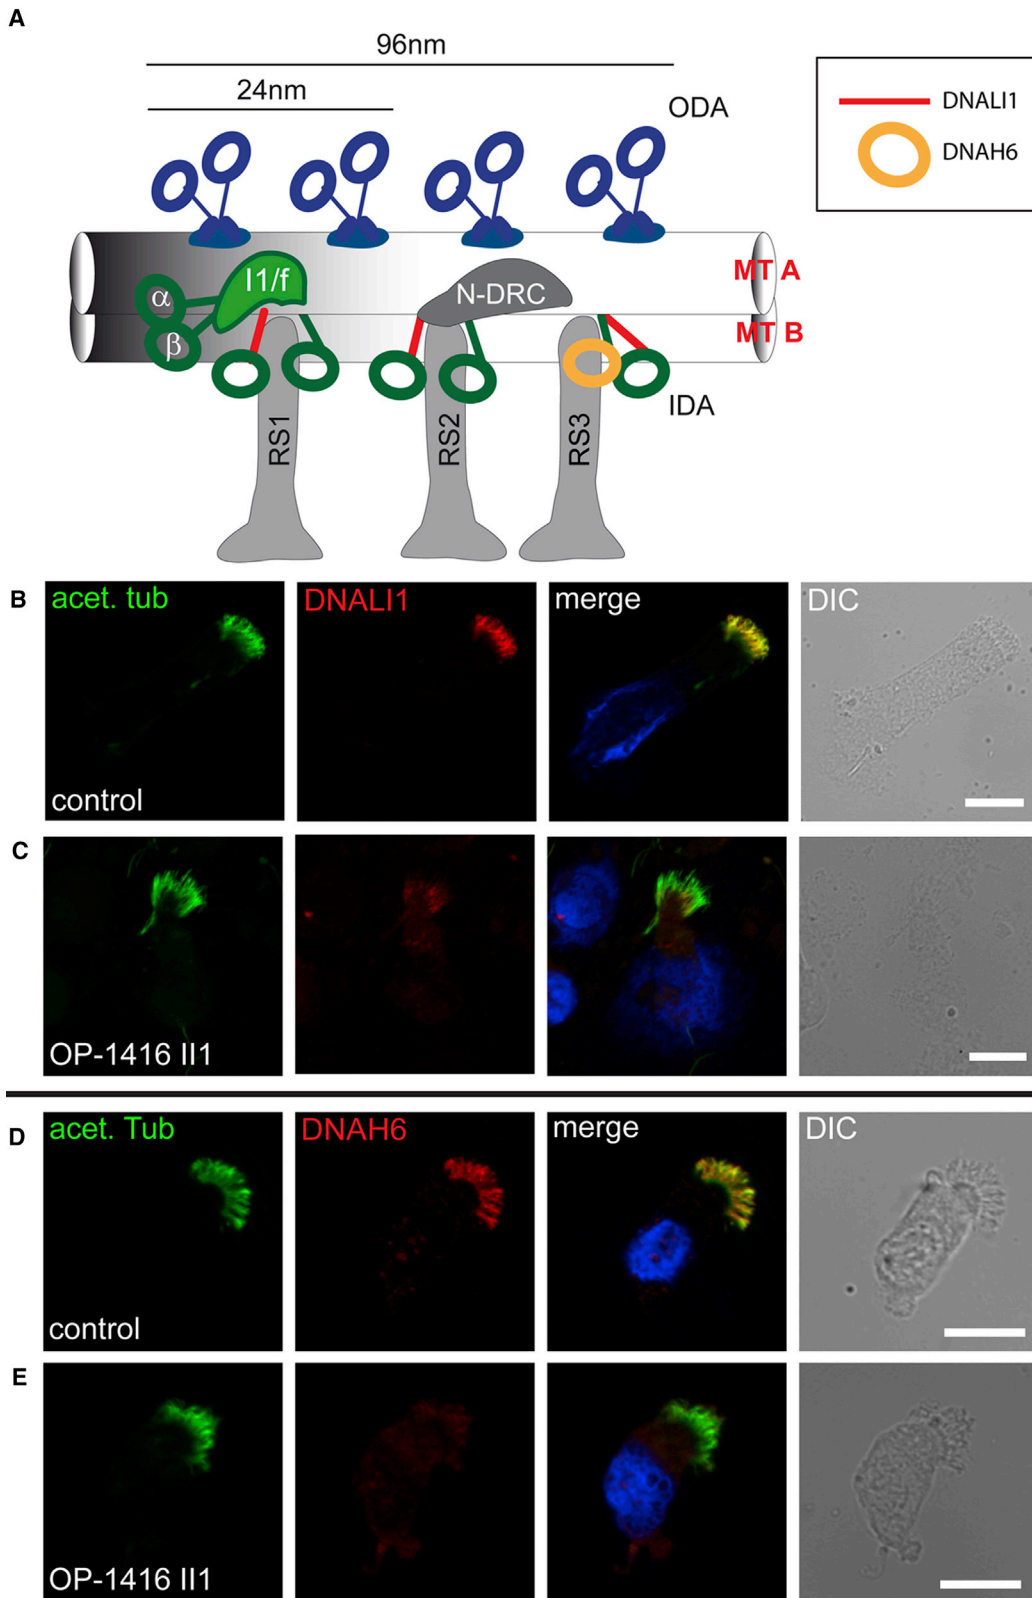 A
96nm
24nm
ODA
DNALI1
DNAH6
I1/f
N-DRC
MT A
α
β
MT B
IDA
RS1
RS2
RS3
B
acet. tub
DNALI1
merge
DIC
control
C
OP-1416 II1
D
acet. Tub
DNAH6
merge
DIC
control
E
OP-1416 II1